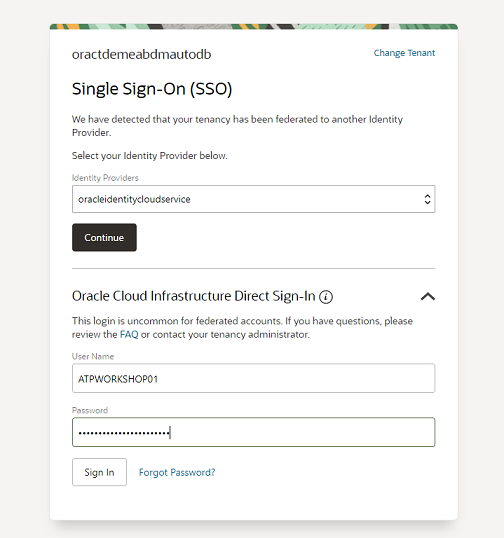 oractdemeabdmautodb
Change Tenant
Single Sign-On (SSO)
We have detected that your tenancy has been federated to another Identity
Provider.
Select your Identity Provider below.
Identity Providers
oracleidentitycloudservice
Continue
Oracle Cloud Infrastructure Direct Sign-In
This login is uncommon for federated accounts. If you have questions, please
review the FAQ or contact your tenancy administrator.
User Name
ATPWORKSHOP01
Password
Sign In
Forgot Password?